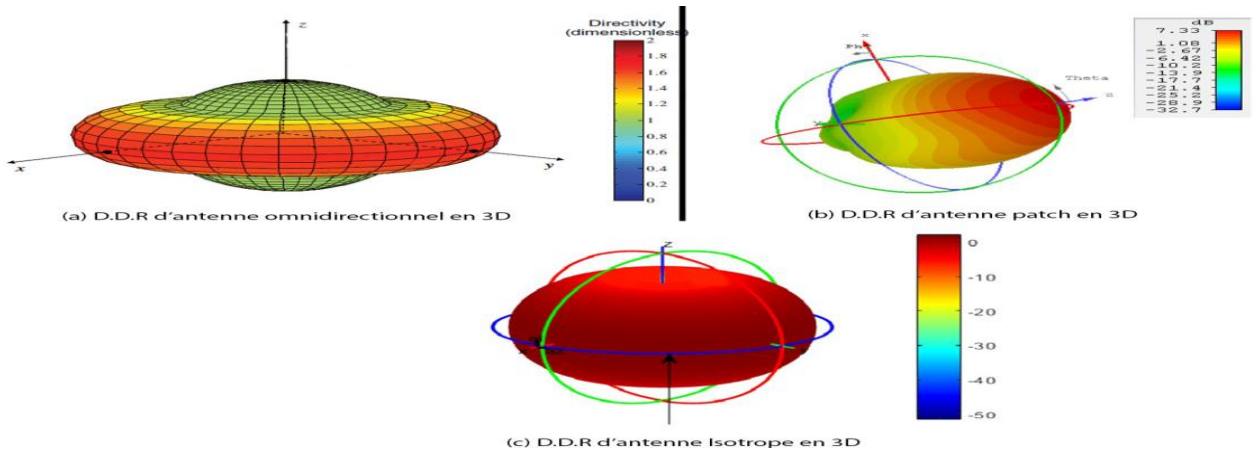 z
x
y
Directivity
(dimensionless)
2
1.8
1.6
1.4
1.2
1
0.8
0.6
0.4
0.2
0
(a) D.D.R d'antenne omnidirectionnel en 3D
x
Phi
Theta
z
dB
7.33
1.08
-2.67
-6.42
-10.2
-13.9
-17.7
-21.4
-25.2
-28.9
-32.7
(b) D.D.R d'antenne patch en 3D
z
0
-10
-20
-30
-40
-50
(c) D.D.R d'antenne Isotrope en 3D